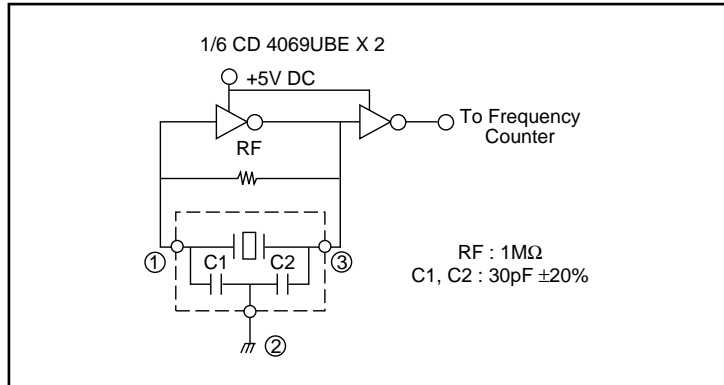 1/6 CD 4069UBE X 2
+5V DC
To Frequency
Counter
RF
① C1 C2 ③
RF : 1MΩ
C1, C2 : 30pF ±20%
②